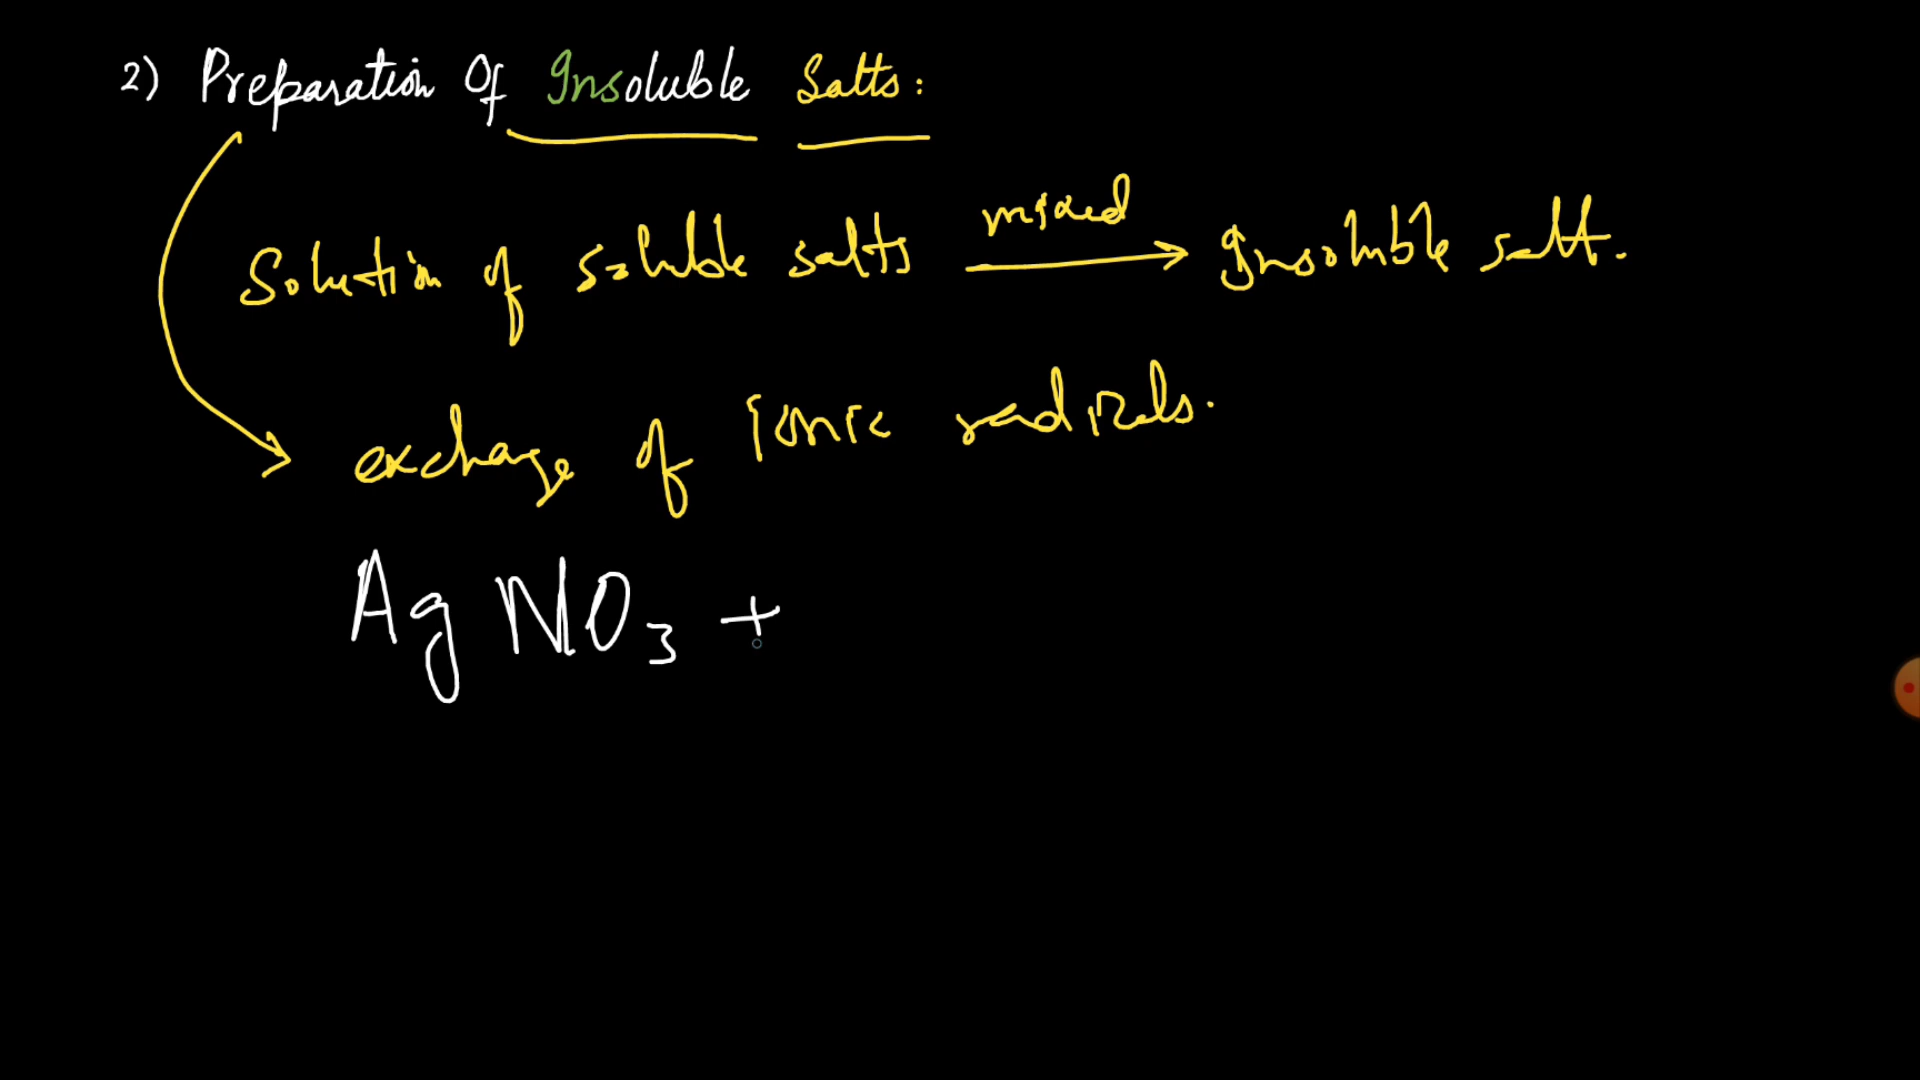 2) Preparation Of Insoluble Salts:
Solution of soluble salts mixed → Insoluble salt.
exchange of ionic radicals.
AgNO₃ +